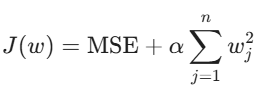 J(w) = MSE + α ∑_{j=1}^{n} w_j^2